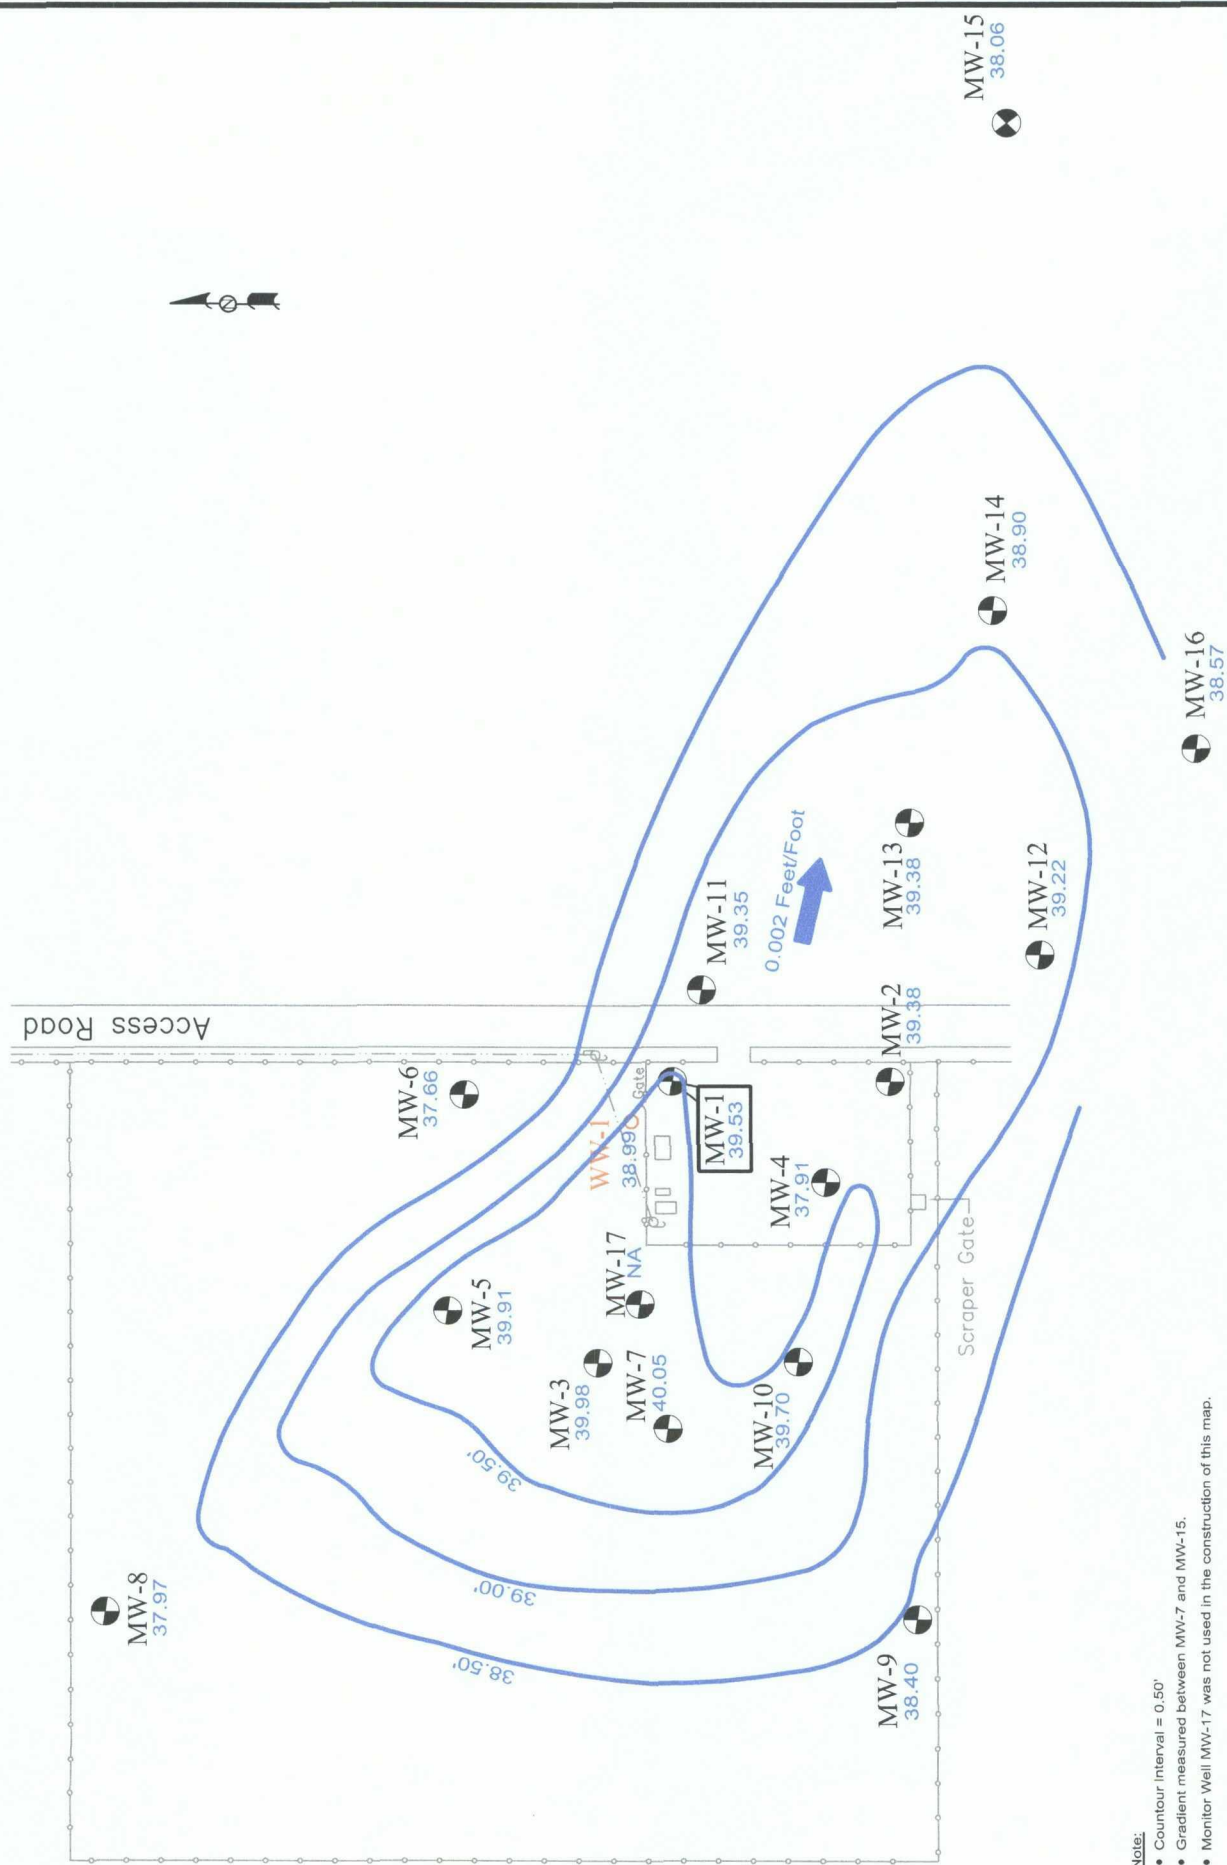 MW-8
37.97
MW-9
38.40
38.50'
39.00'
39.50'
MW-3
39.98
MW-7
40.05
MW-10
39.70
MW-5
39.91
MW-17
NA
MW-4
37.91
WW-1
38.99
Gate
MW-1
39.53
MW-6
37.66
MW-2
39.38
Scraper Gate
Access Road
MW-11
39.35
0.002 Feet/Foot
MW-13
39.38
MW-12
39.22
MW-14
38.90
MW-16
38.57
MW-15
38.06
N
Note:
• Countour Interval = 0.50'
• Gradient measured between MW-7 and MW-15.
• Monitor Well MW-17 was not used in the construction of this map.